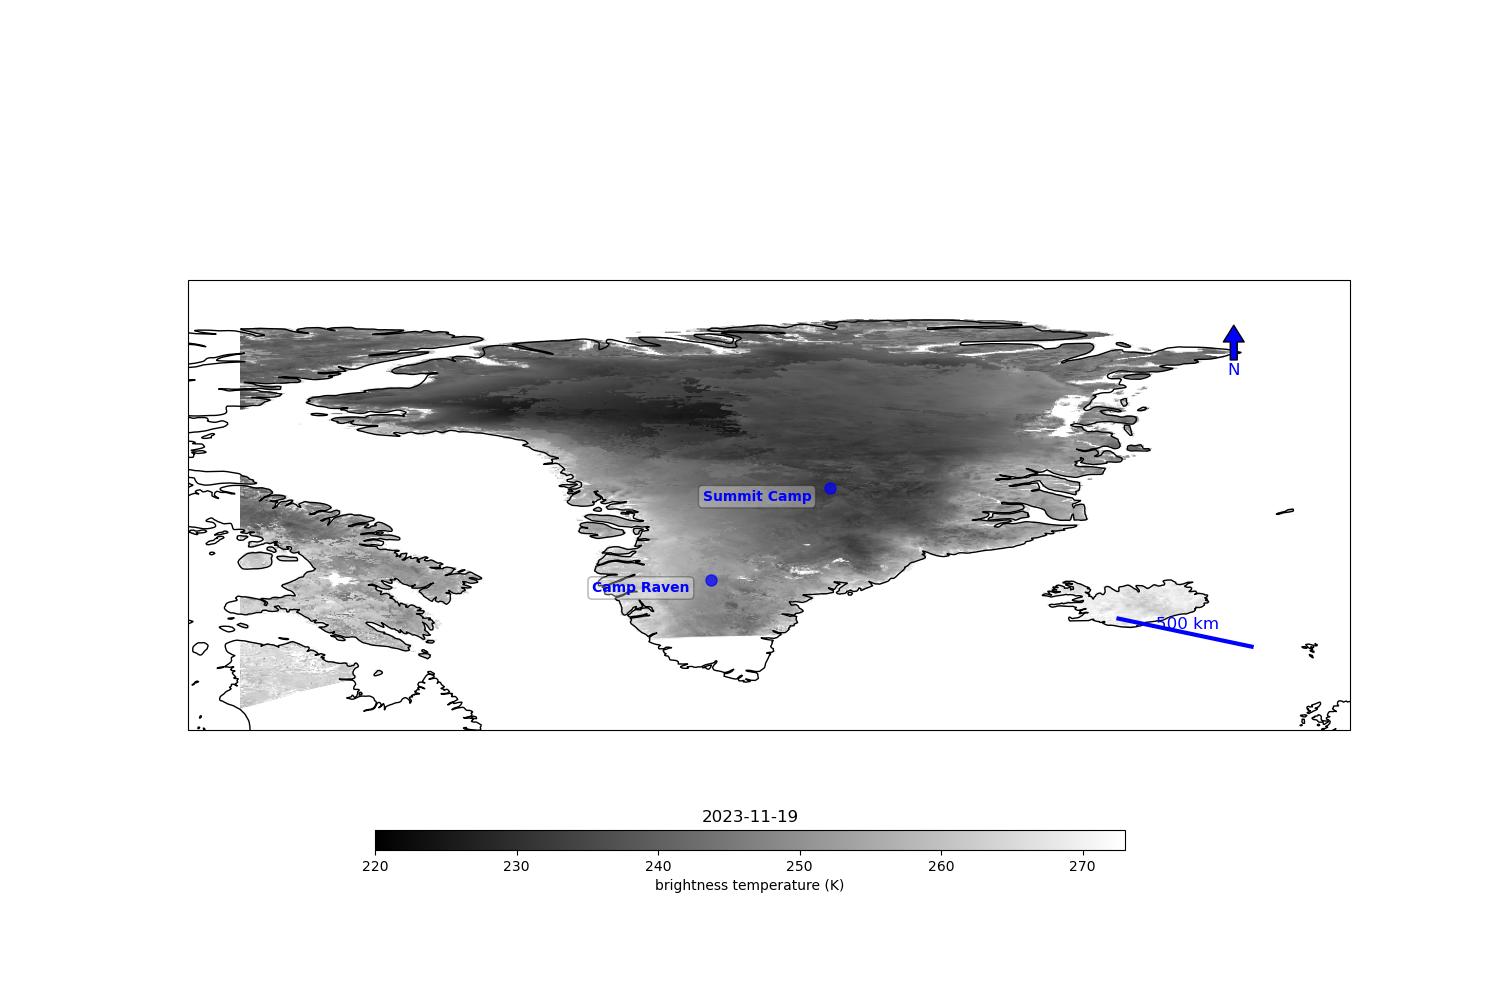 N
Summit Camp
Camp Raven
500 km
2023-11-19
220 230 240 250 260 270
brightness temperature (K)